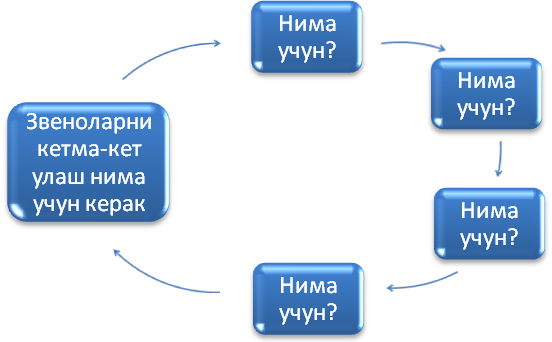 Нима
учун?
Нима
учун?
Звеноларни
кетма-кет
улаш нима
учун керак
Нима
учун?
Нима
учун?